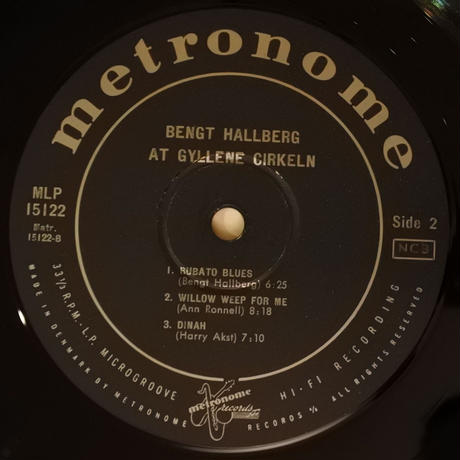 metronome
BENGT HALLBERG
AT GYLLENE CIRKELN
MLP
15122
Matr.
15122-B
Side 2
NCB
1. RUBATO BLUES
(Bengt Hallberg) 6:25
2. WILLOW WEEP FOR ME
(Ann Ronnell) 8:18
3. DINAH
(Harry Akst) 7:10
33 1/3 R.P.M - L.P. MICROGROOVE
HI-FI RECORDING
MADE IN DENMARK BY METRONOME RECORDS A/S ALL RIGHTS RESERVED
metronome
records